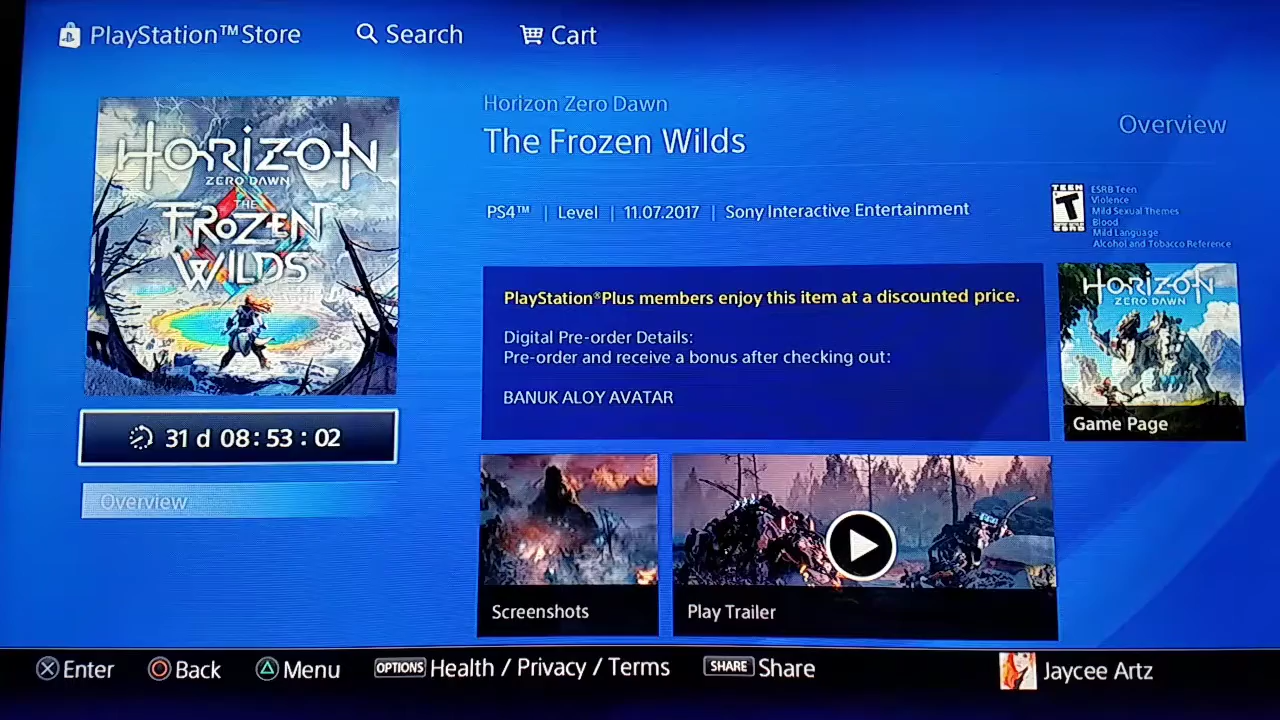 PlayStation™Store
Search
Cart
HORIZON
ZERO DAWN
THE
FROZEN
WILDS
31 d 08 : 53 : 02
Overview
Horizon Zero Dawn
The Frozen Wilds
Overview
PS4™ | Level | 11.07.2017 | Sony Interactive Entertainment
TEEN
T
ESRB
ESRB Teen
Violence
Mild Sexual Themes
Blood
Mild Language
Alcohol and Tobacco Reference
PlayStation®Plus members enjoy this item at a discounted price.
Digital Pre-order Details:
Pre-order and receive a bonus after checking out:
BANUK ALOY AVATAR
HORIZON
ZERO DAWN
Game Page
Screenshots
Play Trailer
Enter
Back
Menu
OPTIONS Health / Privacy / Terms
SHARE Share
Jaycee Artz